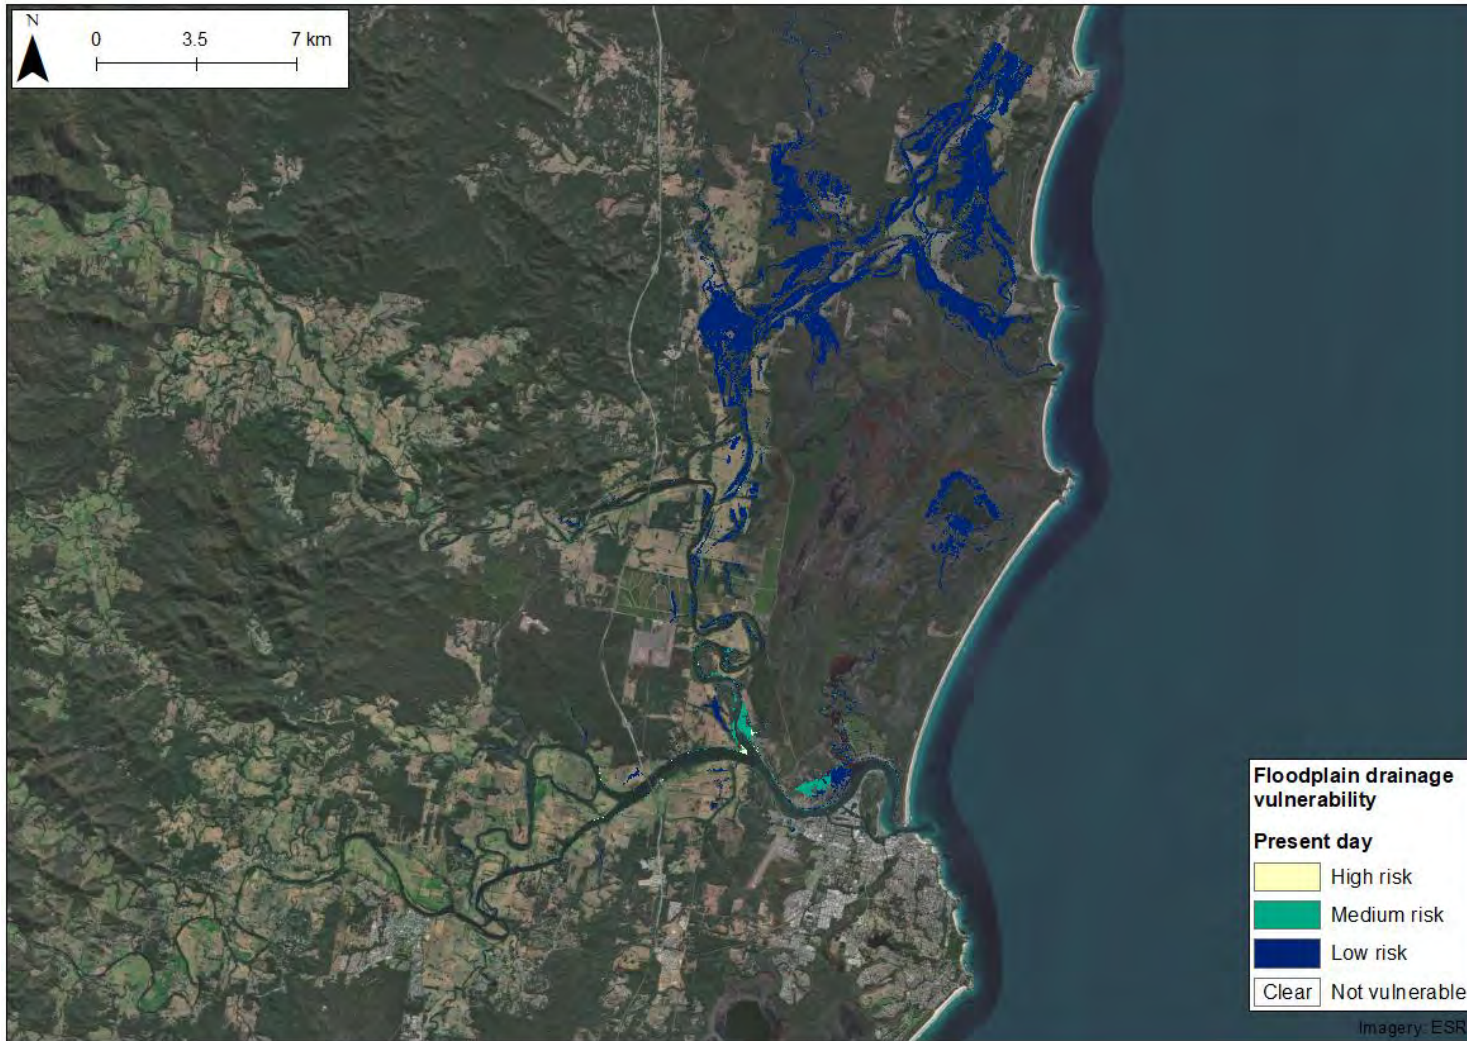 N
0 3.5 7 km
Floodplain drainage
vulnerability
Present day
High risk
Medium risk
Low risk
Clear Not vulnerable
Imagery: ESR